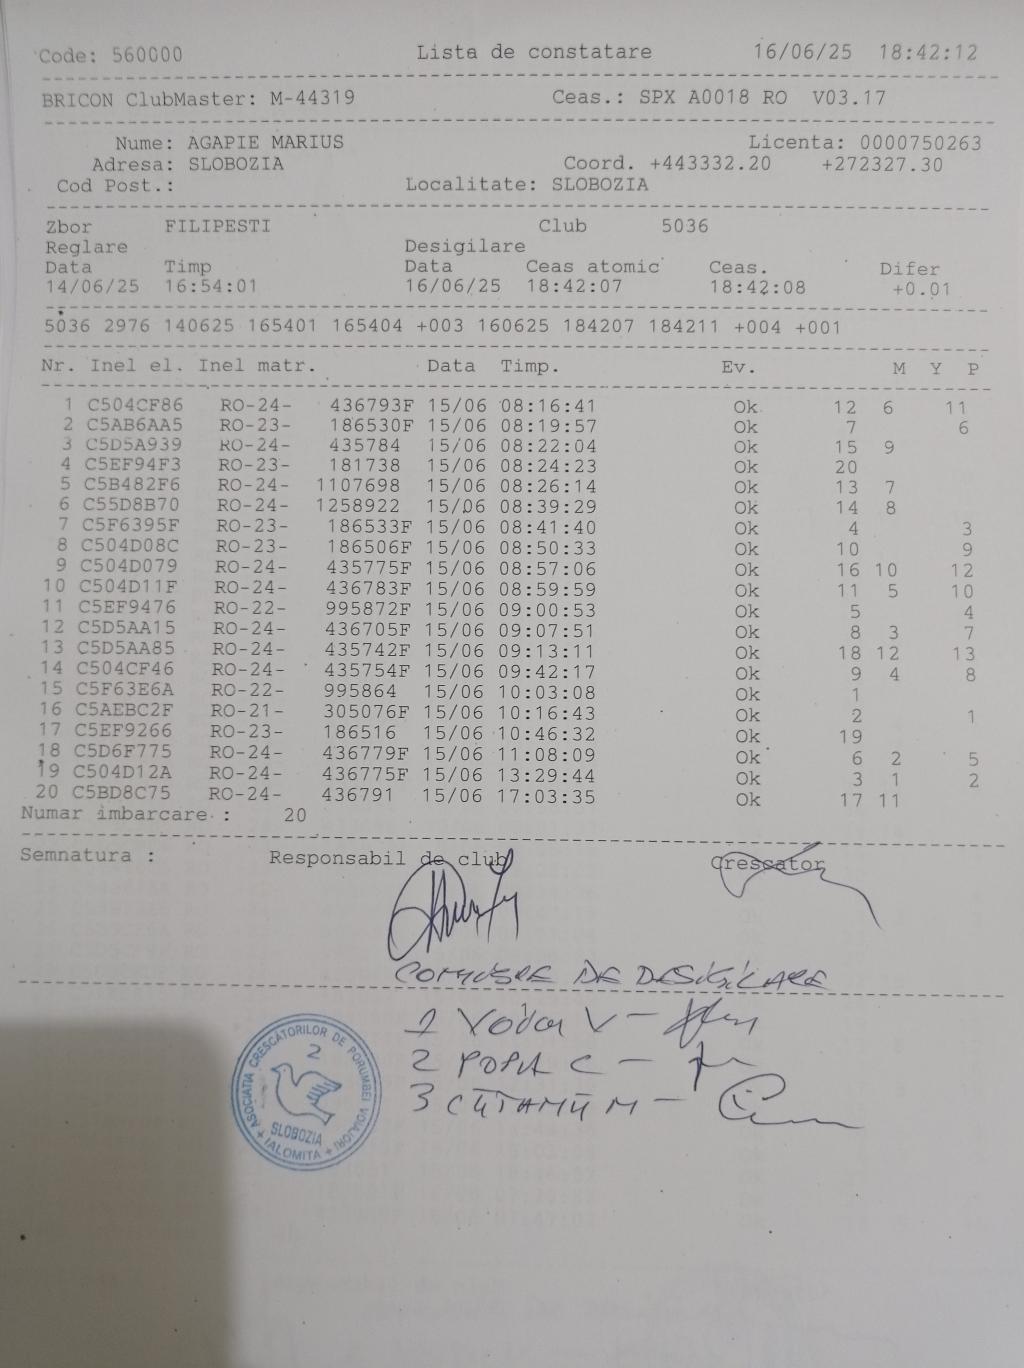 Code: 560000 Lista de constatare 16/06/25 18:42:12
BRICON ClubMaster: M-44319 Ceas.: SPX A0018 RO V03.17
Nume: AGAPIE MARIUS Licenta: 0000750263
Adresa: SLOBOZIA Coord. +443332.20 +272327.30
Cod Post.: Localitate: SLOBOZIA
Zbor FILIPESTI Club 5036
Reglare Desigilare
Data Timp Data Ceas atomic Ceas. Difer
14/06/25 16:54:01 16/06/25 18:42:07 18:42:08 +0.01
5036 2976 140625 165401 165404 +003 160625 184207 184211 +004 +001
Nr. Inel el. Inel matr. Data Timp. Ev. M Y P
1 C504CF86 RO-24- 436793F 15/06 08:16:41 Ok 12 6 11
2 C5AB6AA5 RO-23- 186530F 15/06 08:19:57 Ok 7 6
3 C5D5A939 RO-24- 435784 15/06 08:22:04 Ok 15 9
4 C5EF94F3 RO-23- 181738 15/06 08:24:23 Ok 20
5 C5B482F6 RO-24- 1107698 15/06 08:26:14 Ok 13 7
6 C55D8B70 RO-24- 1258922 15/06 08:39:29 Ok 14 8
7 C5F6395F RO-23- 186533F 15/06 08:41:40 Ok 4 3
8 C504D08C RO-23- 186506F 15/06 08:50:33 Ok 10 9
9 C504D079 RO-24- 435775F 15/06 08:57:06 Ok 16 10 12
10 C504D11F RO-24- 436783F 15/06 08:59:59 Ok 11 5 10
11 C5EF9476 RO-22- 995872F 15/06 09:00:53 Ok 5 4
12 C5D5AA15 RO-24- 436705F 15/06 09:07:51 Ok 8 3 7
13 C5D5AA85 RO-24- 435742F 15/06 09:13:11 Ok 18 12 13
14 C504CF46 RO-24- 435754F 15/06 09:42:17 Ok 9 4 8
15 C5F63E6A RO-22- 995864 15/06 10:03:08 Ok 1
16 C5AEBC2F RO-21- 305076F 15/06 10:16:43 Ok 2 1
17 C5EF9266 RO-23- 186516 15/06 10:46:32 Ok 19
18 C5D6F775 RO-24- 436779F 15/06 11:08:09 Ok 6 2 5
19 C504D12A RO-24- 436775F 15/06 13:29:44 Ok 3 1 2
20 C5BD8C75 RO-24- 436791 15/06 17:03:35 Ok 17 11
Numar imbarcare : 20
Semnatura : Responsabil de club Crescator
DE DESIGILARE
1 V
2 POPA C
3 M
ASOCIATIA CRESCĂTORILOR DE PORUMBEI VOIAJORI
2
SLOBOZIA
IALOMITA